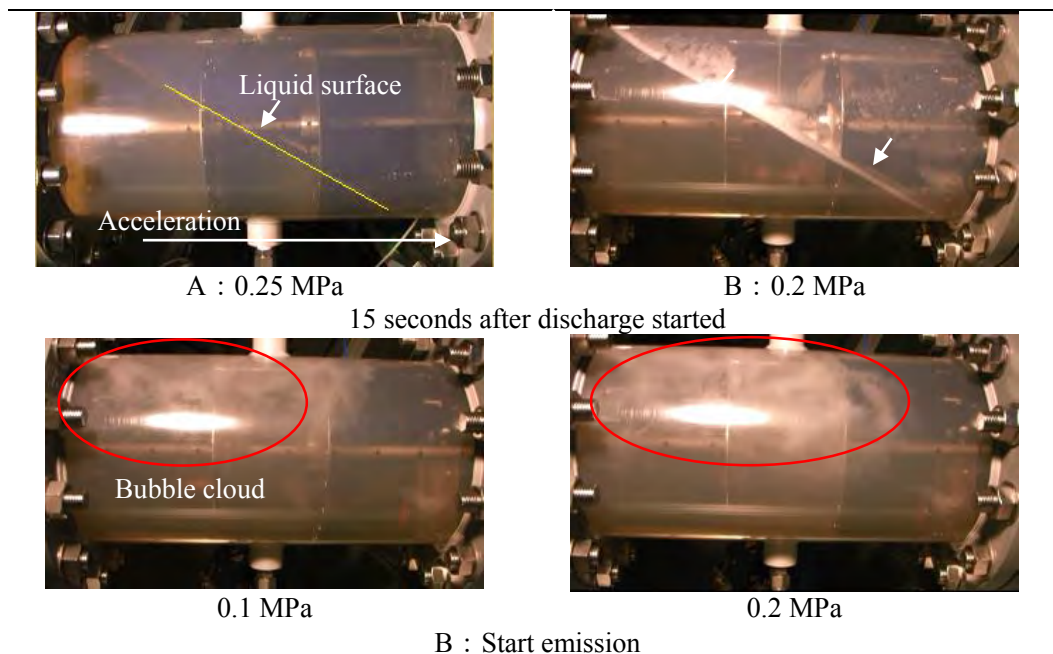 Liquid surface
Acceleration
A : 0.25 MPa
B : 0.2 MPa
15 seconds after discharge started
Bubble cloud
0.1 MPa
0.2 MPa
B : Start emission